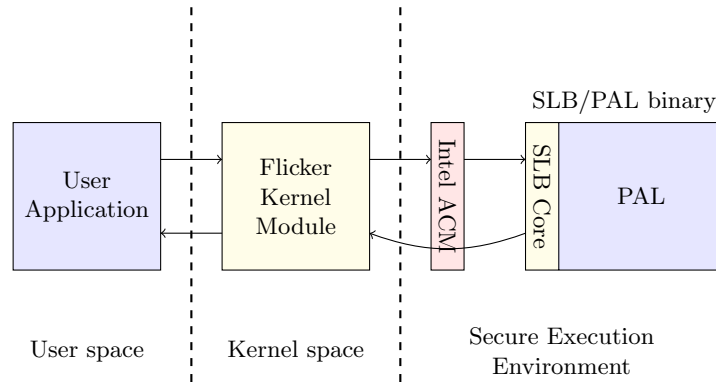 SLB/PAL binary
User
Application
Flicker
Kernel
Module
Intel ACM
SLB Core
PAL
User space
Kernel space
Secure Execution
Environment